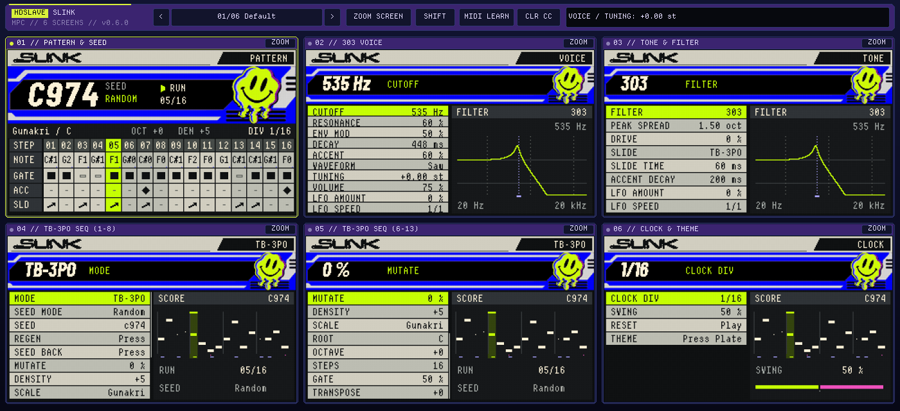 MDSLAVE SLINK
MPC // 6 SCREENS // v0.6.0
01/06 Default
ZOOM SCREEN
SHIFT
MIDI LEARN
CLR CC
VOICE / TUNING: +0.00 st
01 // PATTERN & SEED ZOOM
SLINK PATTERN
C974 SEED RANDOM
RUN
05/16
Gunakri / C OCT +0 DEN +5 DIV 1/16
STEP 01 02 03 04 05 06 07 08 09 10 11 12 13 14 15 16
NOTE C#1 G2 F1 G#1 F1 G#0 C#0 F0 C#1 F2 F0 G1 C#1 C#1 G#1 F0
GATE
ACC
SLD
02 // 303 VOICE ZOOM
SLINK VOICE
535 Hz CUTOFF
CUTOFF 535 Hz
RESONANCE 60 %
ENV MOD 50 %
DECAY 448 ms
ACCENT 60 %
WAVEFORM Saw
TUNING +0.00 st
VOLUME 75 %
LFO AMOUNT 0 %
LFO SPEED 1/1
FILTER 303
535 Hz
20 Hz 20 kHz
03 // TONE & FILTER ZOOM
SLINK TONE
303 FILTER
FILTER 303
PEAK SPREAD 1.50 oct
DRIVE 0 %
SLIDE TB-3PO
SLIDE TIME 60 ms
ACCENT DECAY 200 ms
LFO AMOUNT 0 %
LFO SPEED 1/1
FILTER 303
535 Hz
20 Hz 20 kHz
04 // TB-3PO SEQ (1-8) ZOOM
SLINK TB-3PO
TB-3PO MODE
MODE TB-3PO
SEED MODE Random
SEED c974
REGEN Press
SEED BACK Press
MUTATE 0 %
DENSITY +5
SCALE Gunakri
SCORE C974
RUN 05/16
SEED Random
05 // TB-3PO SEQ (6-13) ZOOM
SLINK TB-3PO
0 % MUTATE
MUTATE 0 %
DENSITY +5
SCALE Gunakri
ROOT C
OCTAVE +0
STEPS 16
GATE 50 %
TRANSPOSE +0
SCORE C974
RUN 05/16
SEED Random
06 // CLOCK & THEME ZOOM
SLINK CLOCK
1/16 CLOCK DIV
CLOCK DIV 1/16
SWING 50 %
RESET Play
THEME Press Plate
SCORE C974
SWING 50 %